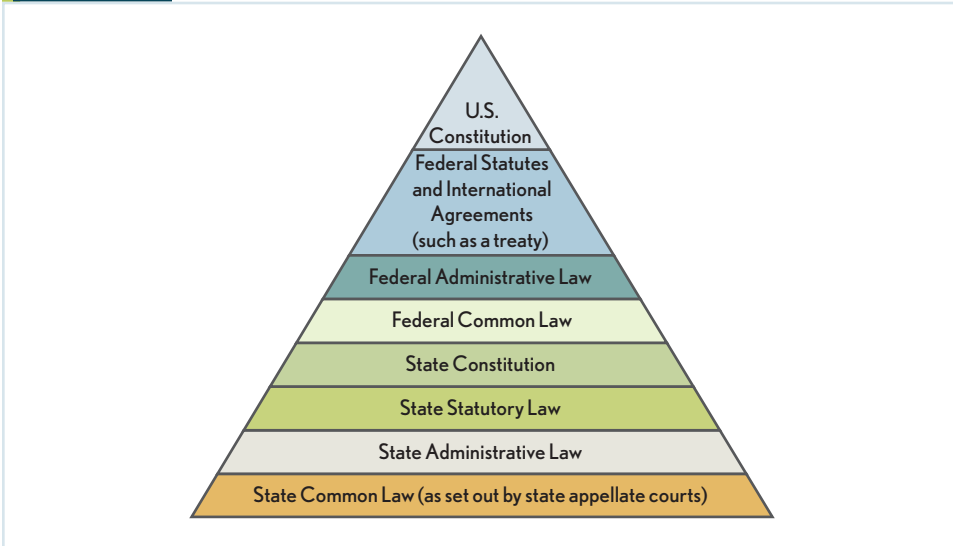 U.S.
Constitution
Federal Statutes
and International
Agreements
(such as a treaty)
Federal Administrative Law
Federal Common Law
State Constitution
State Statutory Law
State Administrative Law
State Common Law (as set out by state appellate courts)